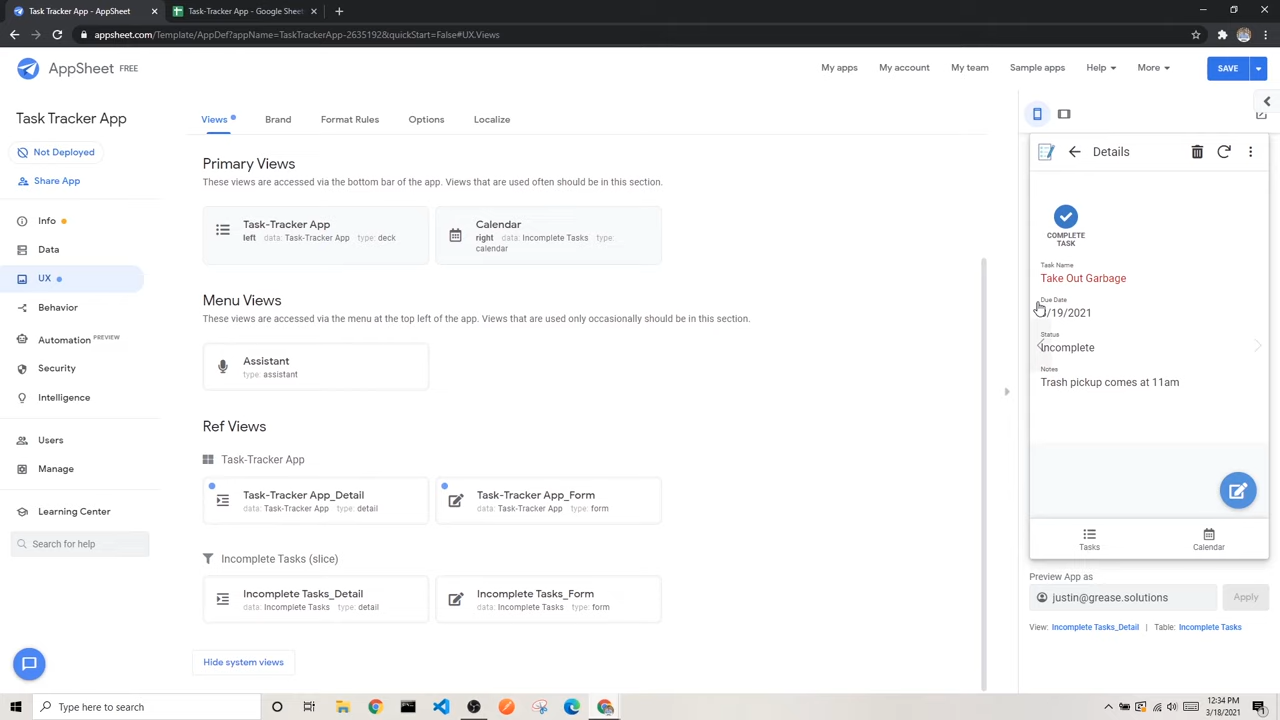 Task Tracker App
Task-Tracker App - Google Sheet
appsheet.com/Template/AppDef?appName=TaskTrackerApp-2635192&quickStart=False#UX.Views
AppSheet FREE
My apps
My account
My team
Sample apps
Help
More
SAVE
Task Tracker App
Not Deployed
Share App
Info
Data
UX
Behavior
Automation PREVIEW
Security
Intelligence
Users
Manage
Learning Center
Search for help
Views
Brand
Format Rules
Options
Localize
Primary Views
These views are accessed via the bottom bar of the app. Views that are used often should be in this section.
Task-Tracker App
left data: Task-Tracker App type: deck
Calendar
right data: Incomplete Tasks type:
calendar
Menu Views
These views are accessed via the menu at the top left of the app. Views that are used only occasionally should be in this section.
Assistant
type: assistant
Ref Views
Task-Tracker App
Task-Tracker App_Detail
data: Task-Tracker App type: detail
Task-Tracker App_Form
data: Task-Tracker App type: form
Incomplete Tasks (slice)
Incomplete Tasks_Detail
data: Incomplete Tasks type: detail
Incomplete Tasks_Form
data: Incomplete Tasks type: form
Hide system views
Details
COMPLETE
TASK
Task Name
Take Out Garbage
Due Date
/19/2021
Status
Incomplete
Notes
Trash pickup comes at 11am
Tasks
Calendar
Preview App as
justin@grease.solutions
Apply
View: Incomplete Tasks_Detail | Table: Incomplete Tasks
Type here to search
12:34 PM
3/18/2021